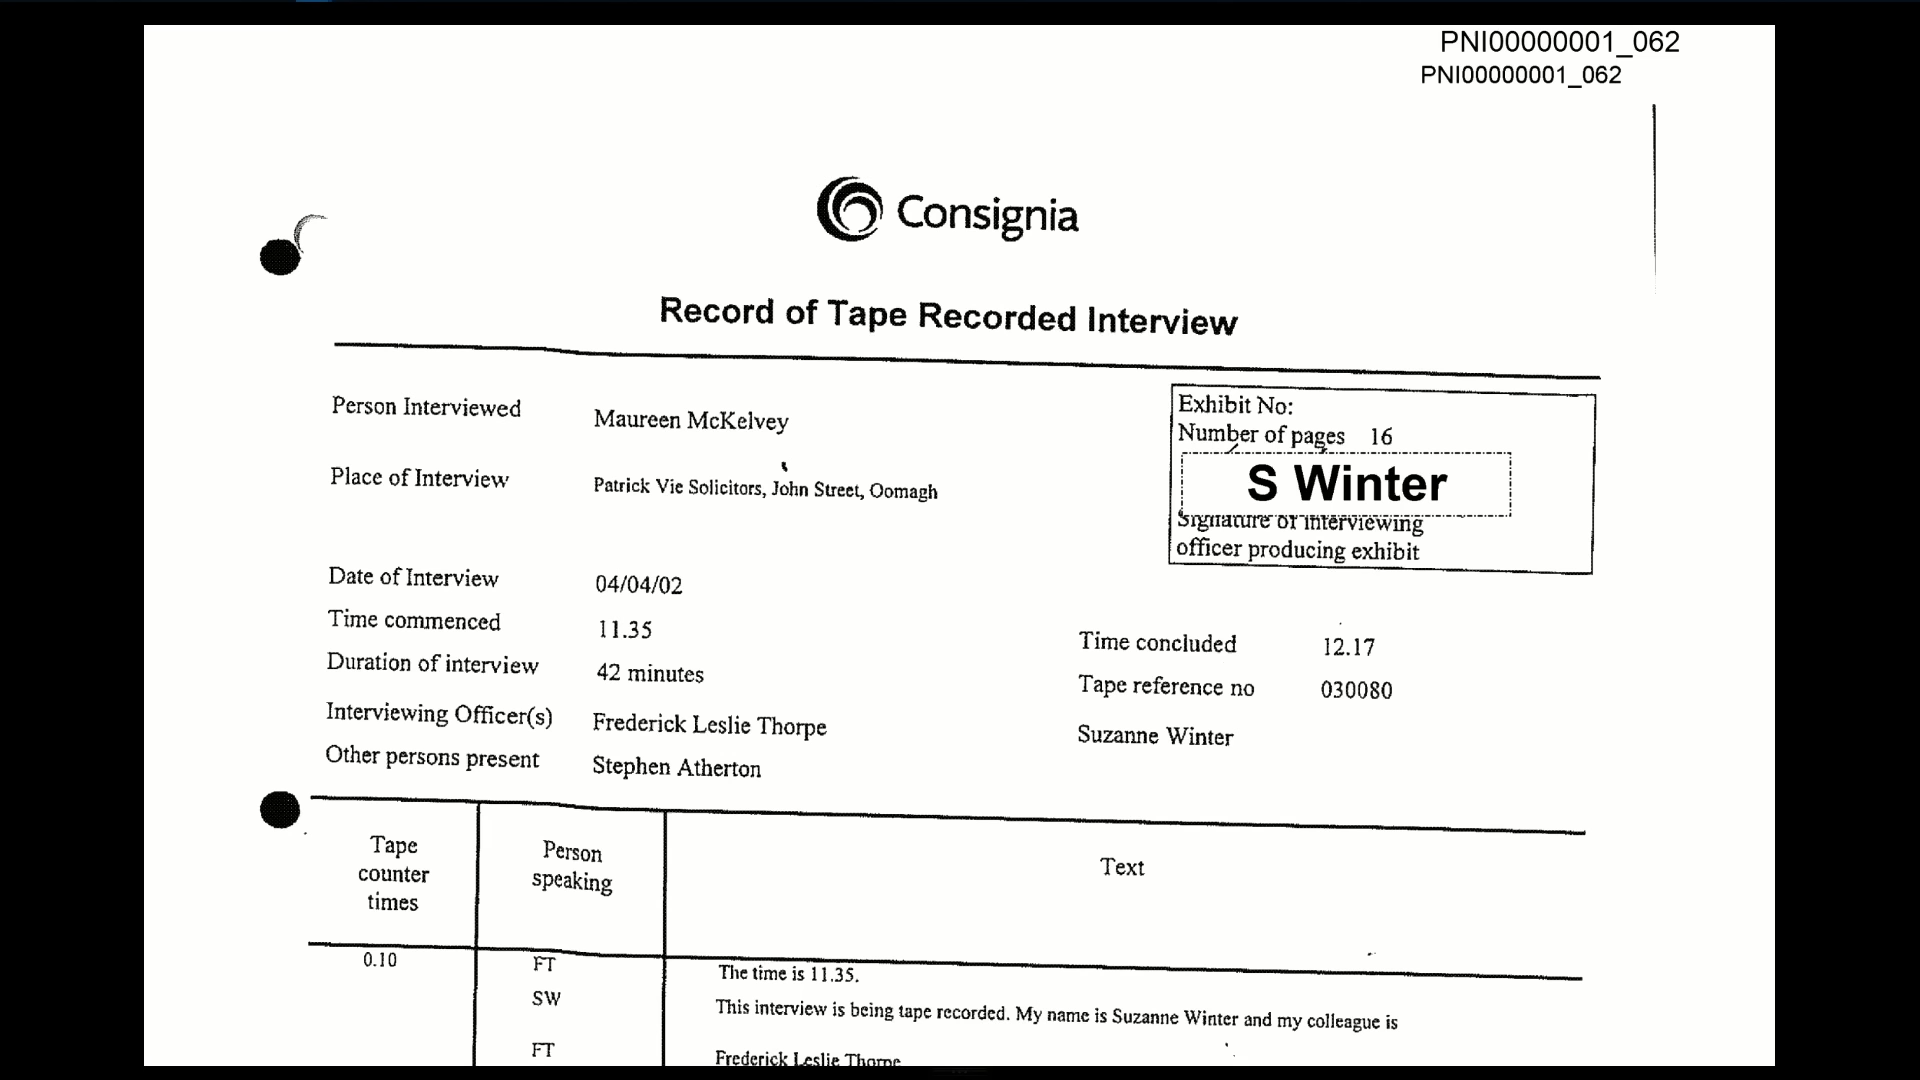 PNI00000001_062
PNI00000001_062
Consignia
Record of Tape Recorded Interview
Person Interviewed Maureen McKelvey
Exhibit No:
Number of pages 16
S Winter
Signature of interviewing
officer producing exhibit
Place of Interview Patrick Vie Solicitors, John Street, Oomagh
Date of Interview 04/04/02
Time commenced 11.35
Time concluded 12.17
Duration of interview 42 minutes
Tape reference no 030080
Interviewing Officer(s) Frederick Leslie Thorpe
Suzanne Winter
Other persons present Stephen Atherton
Tape
counter
times
Person
speaking
Text
0.10 FT The time is 11.35.
SW This interview is being tape recorded. My name is Suzanne Winter and my colleague is
FT Frederick Leslie Thorpe